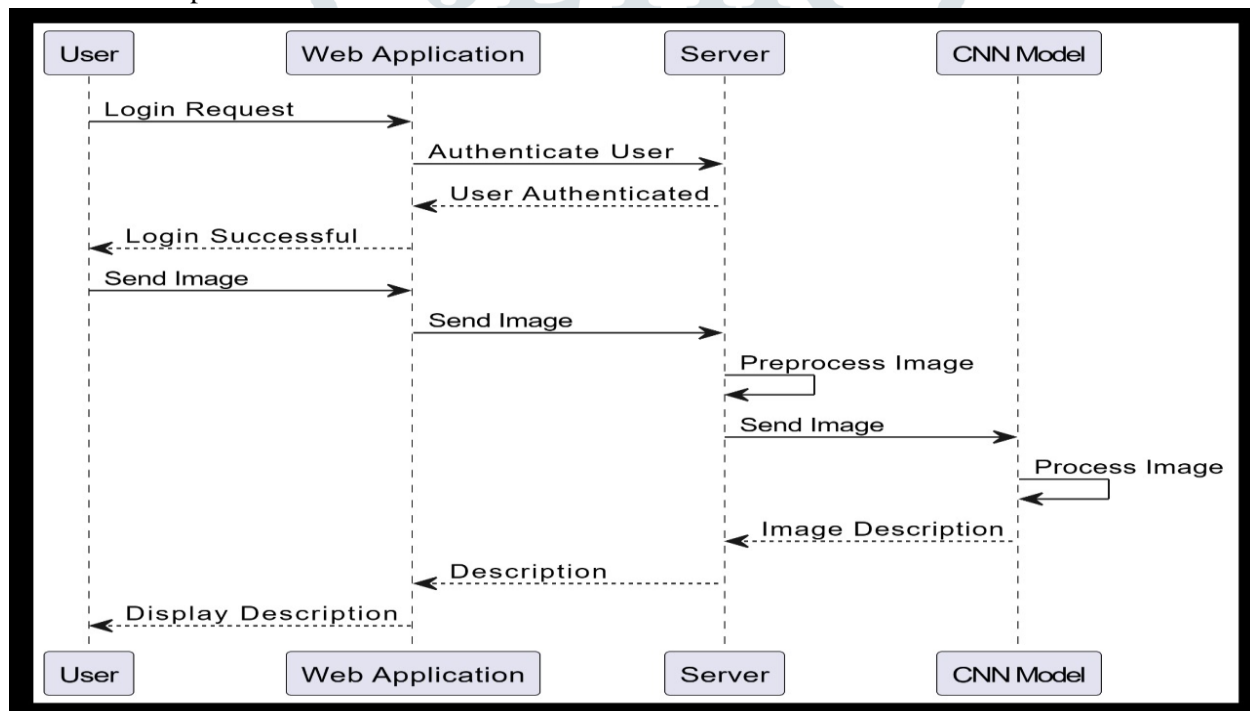 User Web Application Server CNN Model
Login Request
Authenticate User
User Authenticated
Login Successful
Send Image
Send Image
Preprocess Image
Send Image
Process Image
Image Description
Description
Display Description
User Web Application Server CNN Model